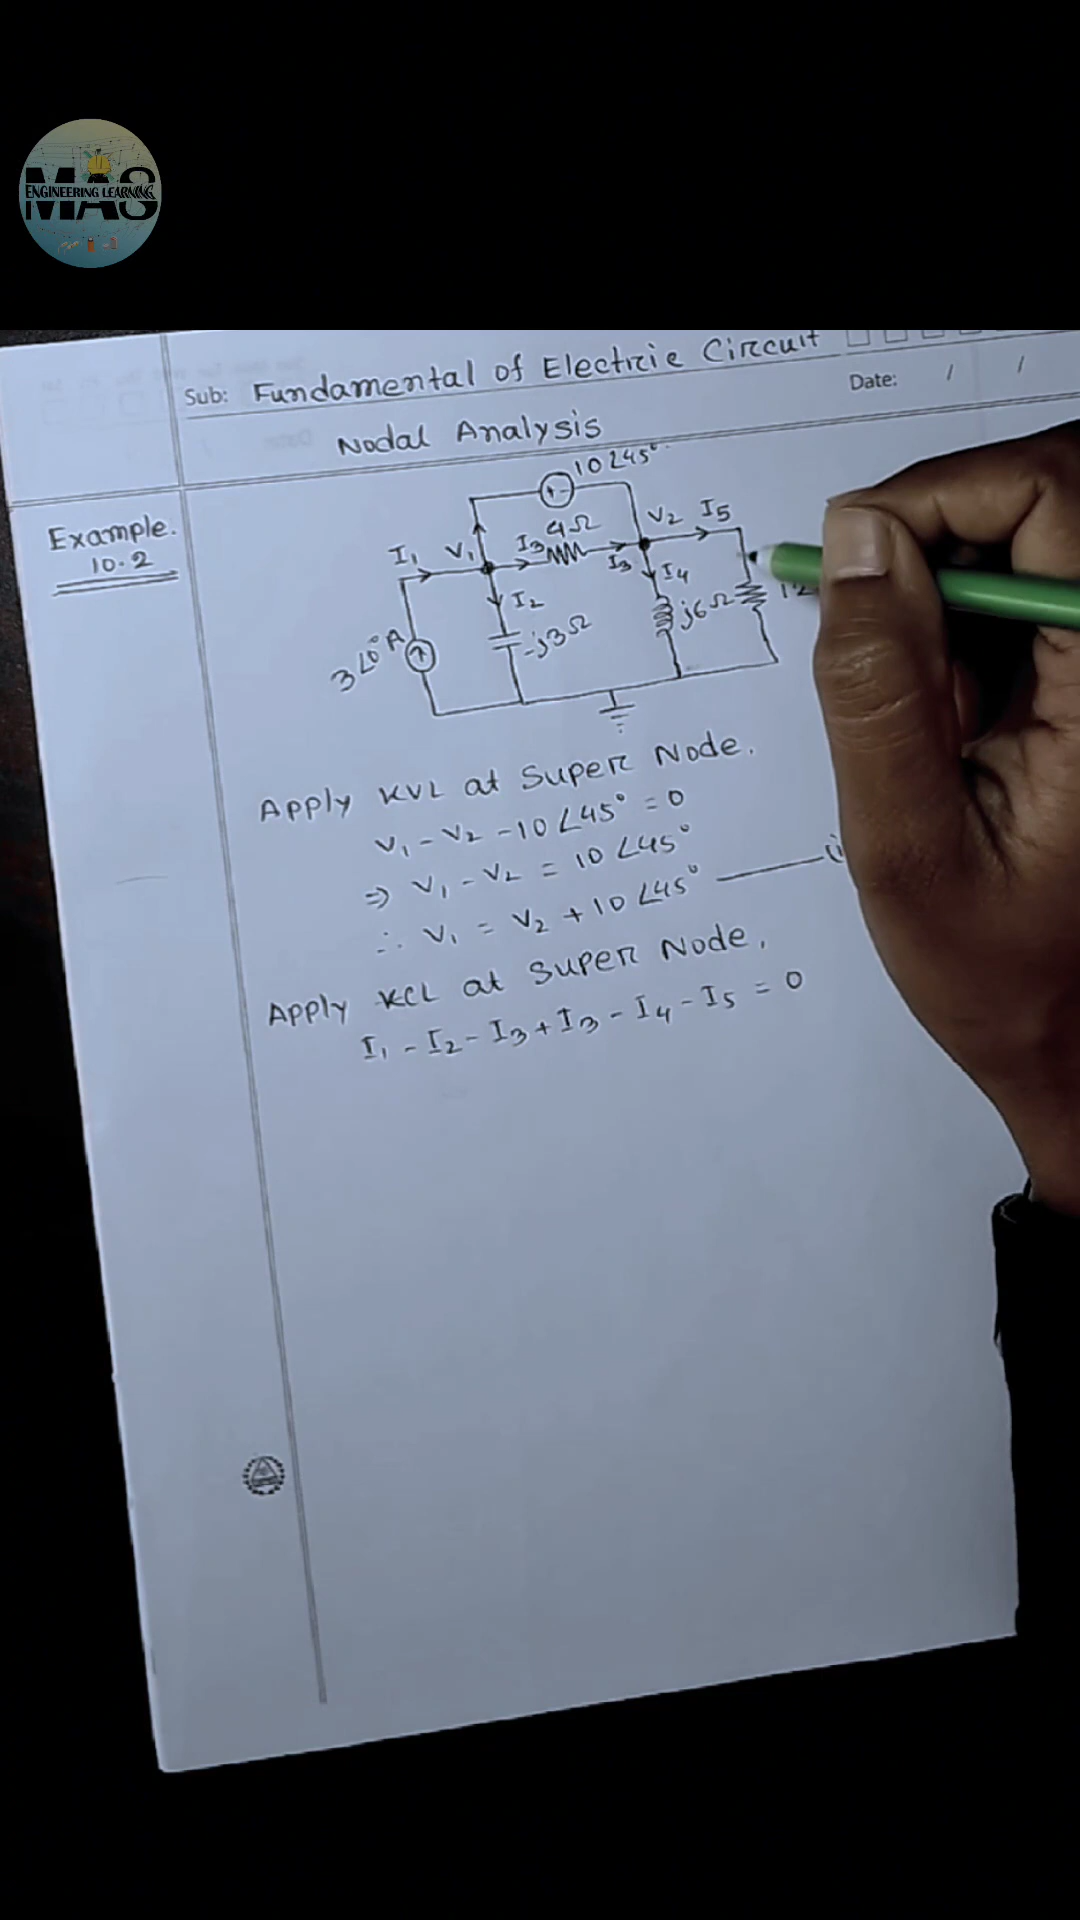 MAS
ENGINEERING LEARNING
Sub: Fundamental of Electric Circuit
Date: / /
Nodal Analysis
Example.
10.2
10∠45°
I₁
V₁
I₃
4Ω
I₃
V₂
I₅
I₂
I₄
3∠0°A
-j3Ω
j6Ω
12
Apply KVL at Super Node.
V₁ - V₂ - 10∠45° = 0
⇒ V₁ - V₂ = 10∠45°
∴ V₁ = V₂ + 10∠45° ——— (i
Apply KCL at Super Node,
I₁ - I₂ - I₃ + I₃ - I₄ - I₅ = 0